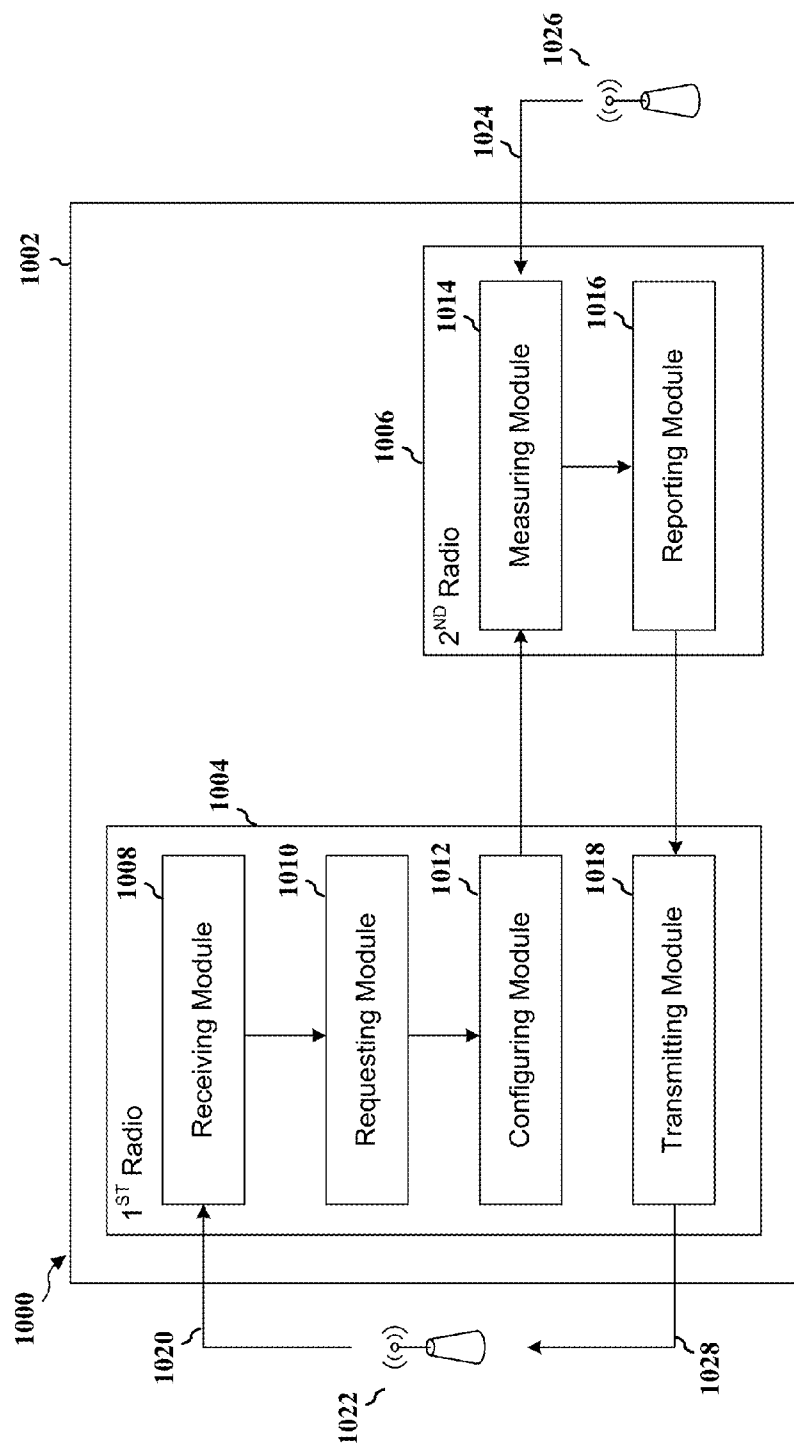 1000
1002
1004
1ST Radio
1008
Receiving Module
1010
Requesting Module
1012
Configuring Module
1018
Transmitting Module
1006
2ND Radio
1014
Measuring Module
1016
Reporting Module
1020
1022
1028
1024
1026